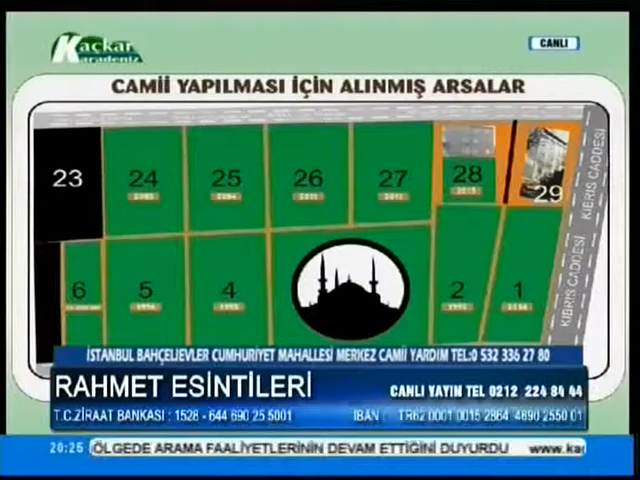 Kaçkar
Karadeniz
CANLI
CAMİİ YAPILMASI İÇİN ALINMIŞ ARSALAR
23
24
25
26
27
28
29
KIBRIS CADDESİ
KIBRIS CADDESİ
6
5
4
2
1
İSTANBUL BAHÇELİEVLER CUMHURİYET MAHALLESİ MERKEZ CAMİİ YARDIM TEL:0 532 336 27 80
RAHMET ESİNTİLERİ
CANLI YAYIN TEL 0212 224 84 44
T.C.ZİRAAT BANKASI : 1528 - 644 690 25 5001
IBAN : TR62 0001 0015 2864 4690 2550 01
20:25
ÖLGEDE ARAMA FAALİYETLERİNİN DEVAM ETTİĞİNİ DUYURDU
www.ka